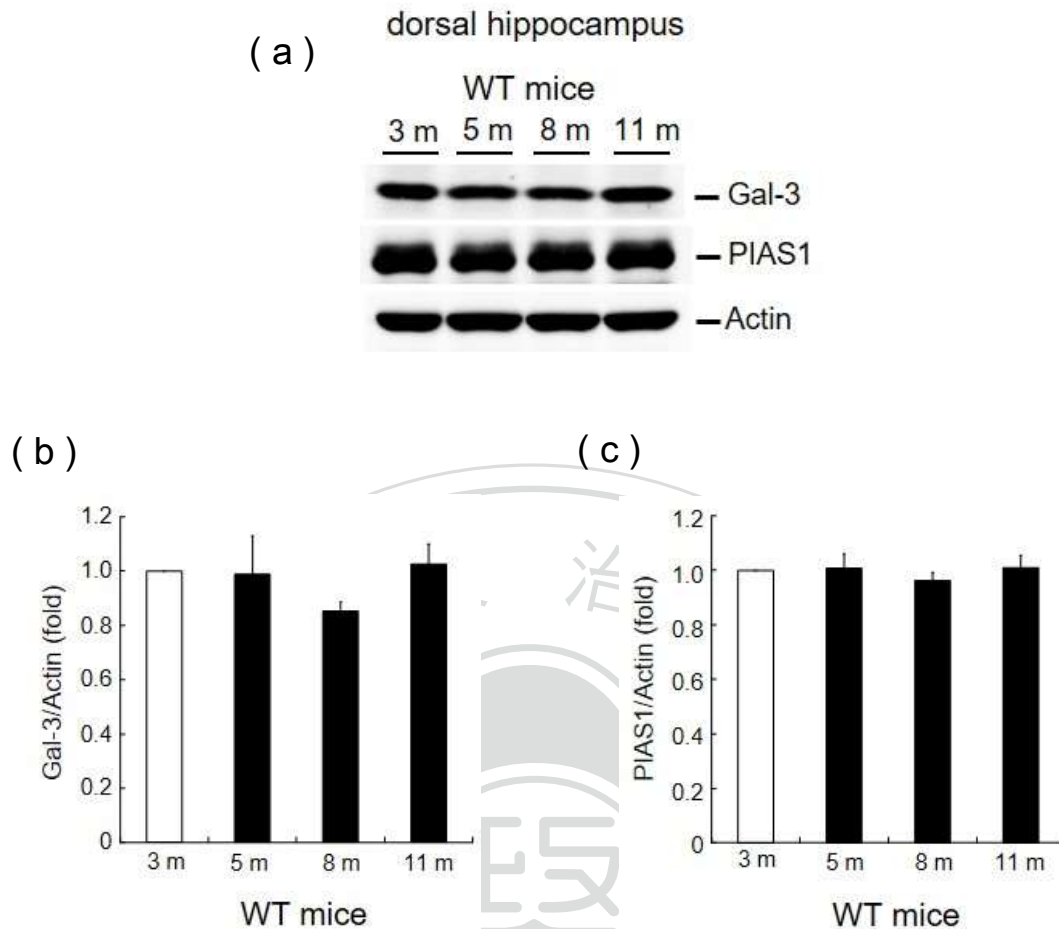 dorsal hippocampus
( a )
WT mice
3 m 5 m 8 m 11 m
Gal-3
PIAS1
Actin
( b )
Gal-3/Actin (fold)
1.2
1.0
0.8
0.6
0.4
0.2
0
3 m 5 m 8 m 11 m
WT mice
( c )
PIAS1/Actin (fold)
1.2
1.0
0.8
0.6
0.4
0.2
0
3 m 5 m 8 m 11 m
WT mice
治